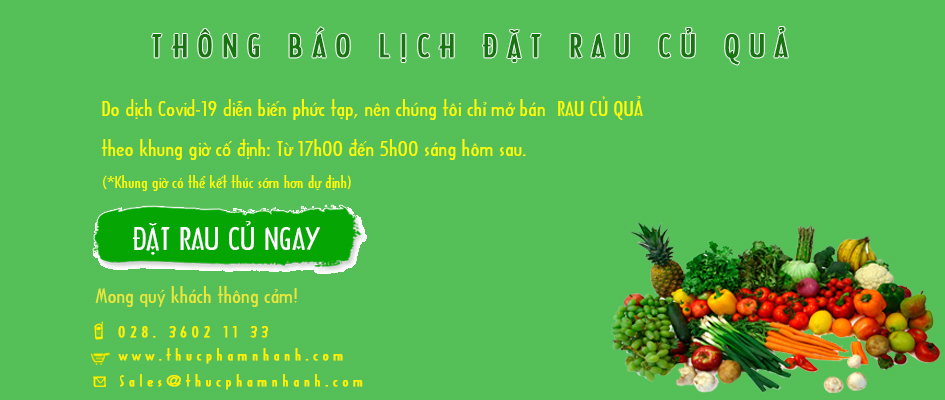 THÔNG BÁO LỊCH ĐẶT RAU CỦ QUẢ
Do dịch Covid-19 diễn biến phức tạp, nên chúng tôi chỉ mở bán RAU CỦ QUẢ
theo khung giờ cố định: Từ 17h00 đến 5h00 sáng hôm sau.
(*Khung giờ có thể kết thúc sớm hơn dự định)
ĐẶT RAU CỦ NGAY
Mong quý khách thông cảm!
028. 3602 11 33
www.thucphamnhanh.com
Sales@thucphamnhanh.com